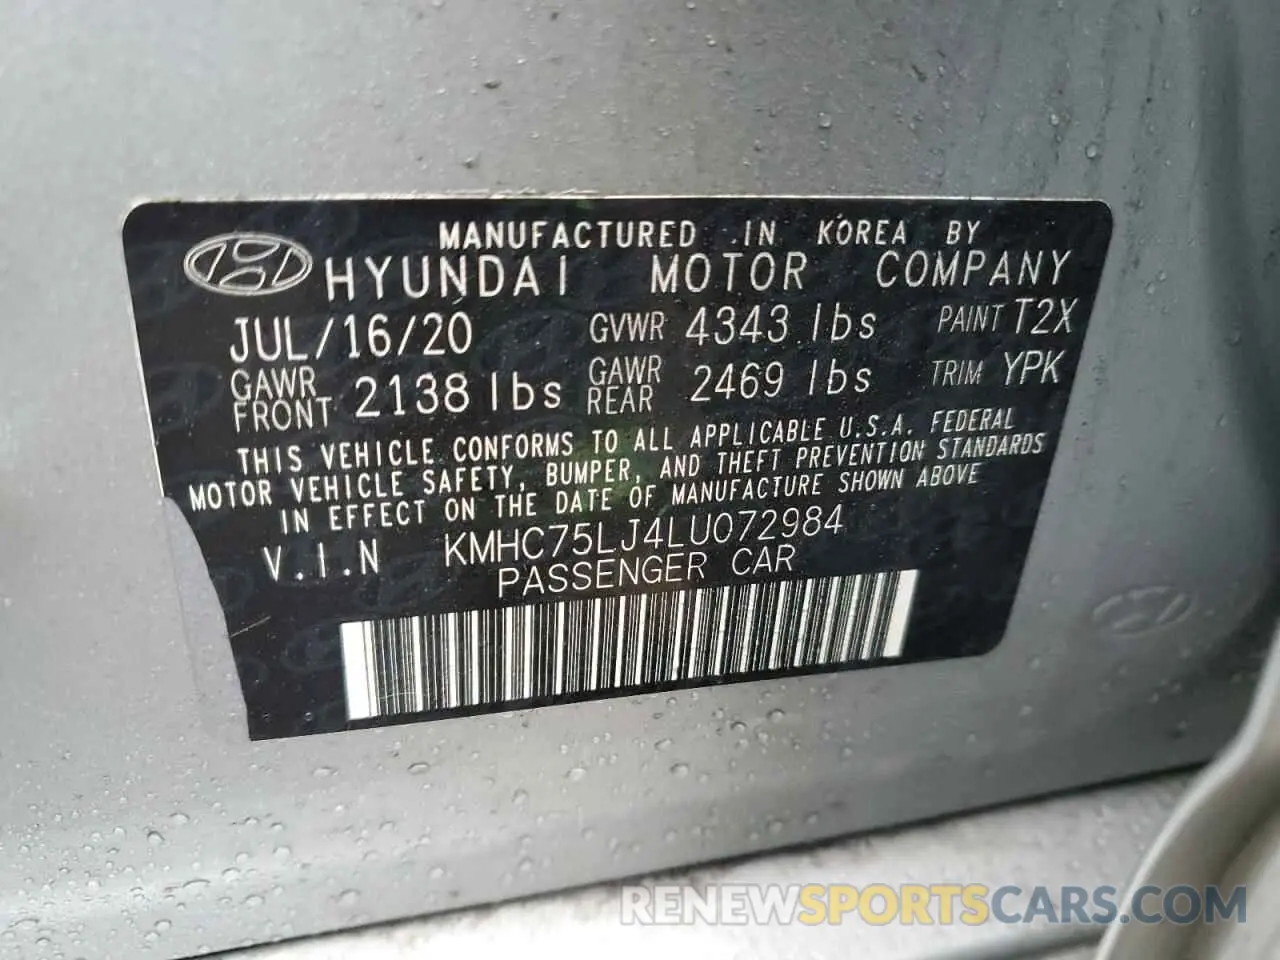 MANUFACTURED IN KOREA BY
HYUNDAI MOTOR COMPANY
JUL/16/20 GVWR 4343 lbs PAINT T2X
GAWR FRONT 2138 lbs GAWR REAR 2469 lbs TRIM YPK
THIS VEHICLE CONFORMS TO ALL APPLICABLE U.S.A. FEDERAL
MOTOR VEHICLE SAFETY, BUMPER, AND THEFT PREVENTION STANDARDS
IN EFFECT ON THE DATE OF MANUFACTURE SHOWN ABOVE
V.I.N KMHC75LJ4LU072984
PASSENGER CAR
RENEWSPORTSCARS.COM